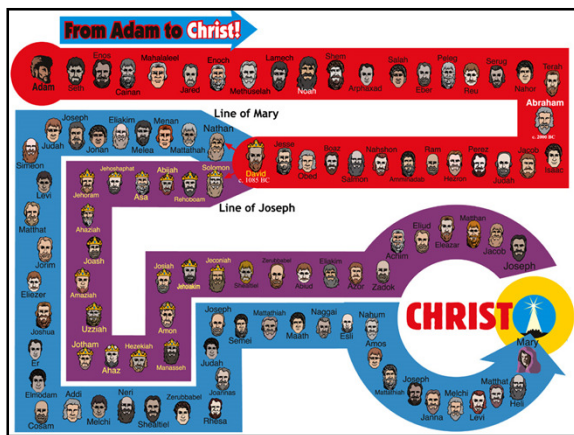 From Adam to Christ!
Adam
Seth
Enos
Cainan
Mahalaleel
Jared
Enoch
Methuselah
Lamech
Noah
Shem
Arphaxad
Salah
Eber
Peleg
Reu
Serug
Nahor
Terah
Abraham
c. 2000 BC
Isaac
Jacob
Judah
Perez
Hezron
Ram
Amminadab
Nahshon
Salmon
Boaz
Obed
Jesse
David
c. 1085 BC
Line of Mary
Nathan
Mattathah
Menan
Melea
Eliakim
Jonan
Joseph
Judah
Simeon
Levi
Matthat
Jorim
Eliezer
Joshua
Er
Elmodam
Cosam
Addi
Melchi
Neri
Shealtiel
Zerubbabel
Rhesa
Joannas
Judah
Joseph
Semei
Mattathiah
Maath
Naggai
Esli
Nahum
Amos
Mattathiah
Joseph
Janna
Melchi
Levi
Matthat
Heli
Mary
Line of Joseph
Solomon
Rehoboam
Abijah
Asa
Jehoshaphat
Jehoram
Ahaziah
Joash
Amaziah
Uzziah
Jotham
Ahaz
Hezekiah
Manasseh
Amon
Josiah
Jehoiakim
Jeconiah
Shealtiel
Zerubbabel
Abiud
Eliakim
Azor
Zadok
Achim
Eliud
Eleazar
Matthan
Jacob
Joseph
CHRIST